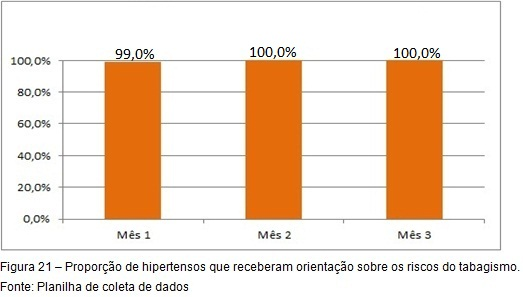 99,0% 100,0% 100,0%
100,0%
80,0%
60,0%
40,0%
20,0%
0,0%
Mês 1 Mês 2 Mês 3
Figura 21 – Proporção de hipertensos que receberam orientação sobre os riscos do tabagismo.
Fonte: Planilha de coleta de dados